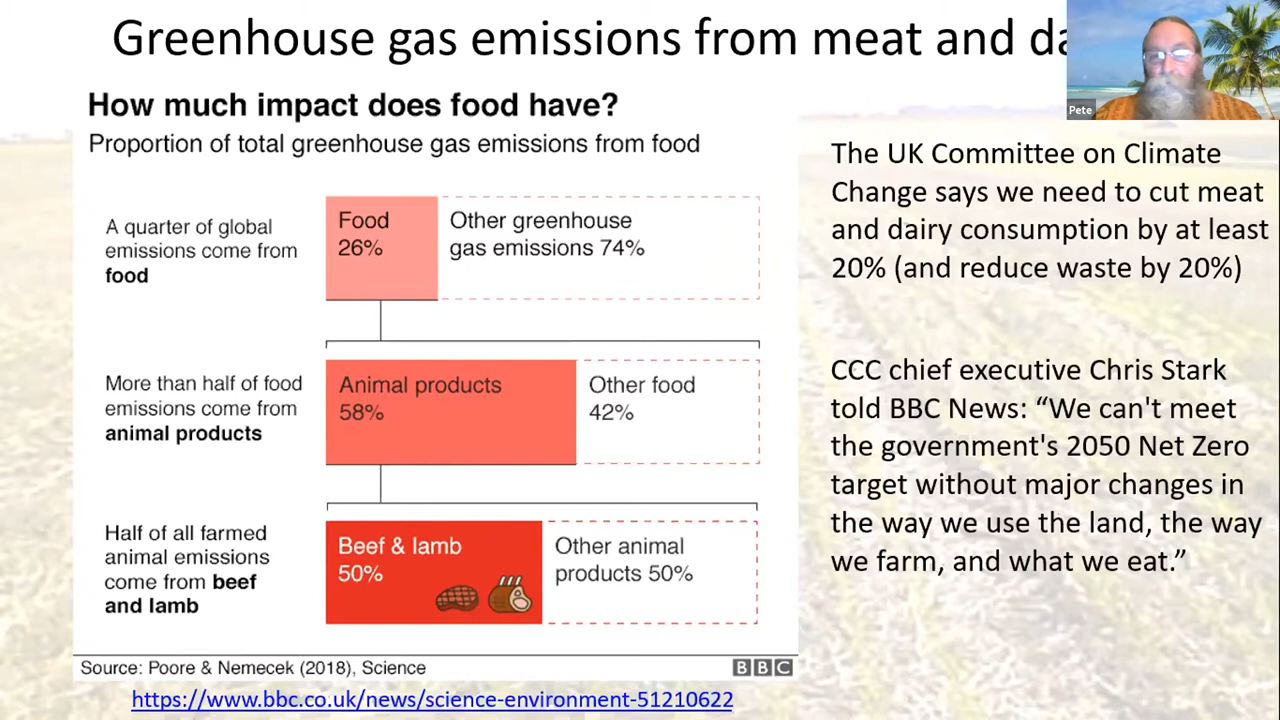 Greenhouse gas emissions from meat and da
Pete
How much impact does food have?
Proportion of total greenhouse gas emissions from food
A quarter of global
emissions come from
food
Food
26%
Other greenhouse
gas emissions 74%
More than half of food
emissions come from
animal products
Animal products
58%
Other food
42%
Half of all farmed
animal emissions
come from beef
and lamb
Beef & lamb
50%
Other animal
products 50%
Source: Poore & Nemecek (2018), Science
BBC
https://www.bbc.co.uk/news/science-environment-51210622
The UK Committee on Climate
Change says we need to cut meat
and dairy consumption by at least
20% (and reduce waste by 20%)
CCC chief executive Chris Stark
told BBC News: “We can't meet
the government's 2050 Net Zero
target without major changes in
the way we use the land, the way
we farm, and what we eat.”